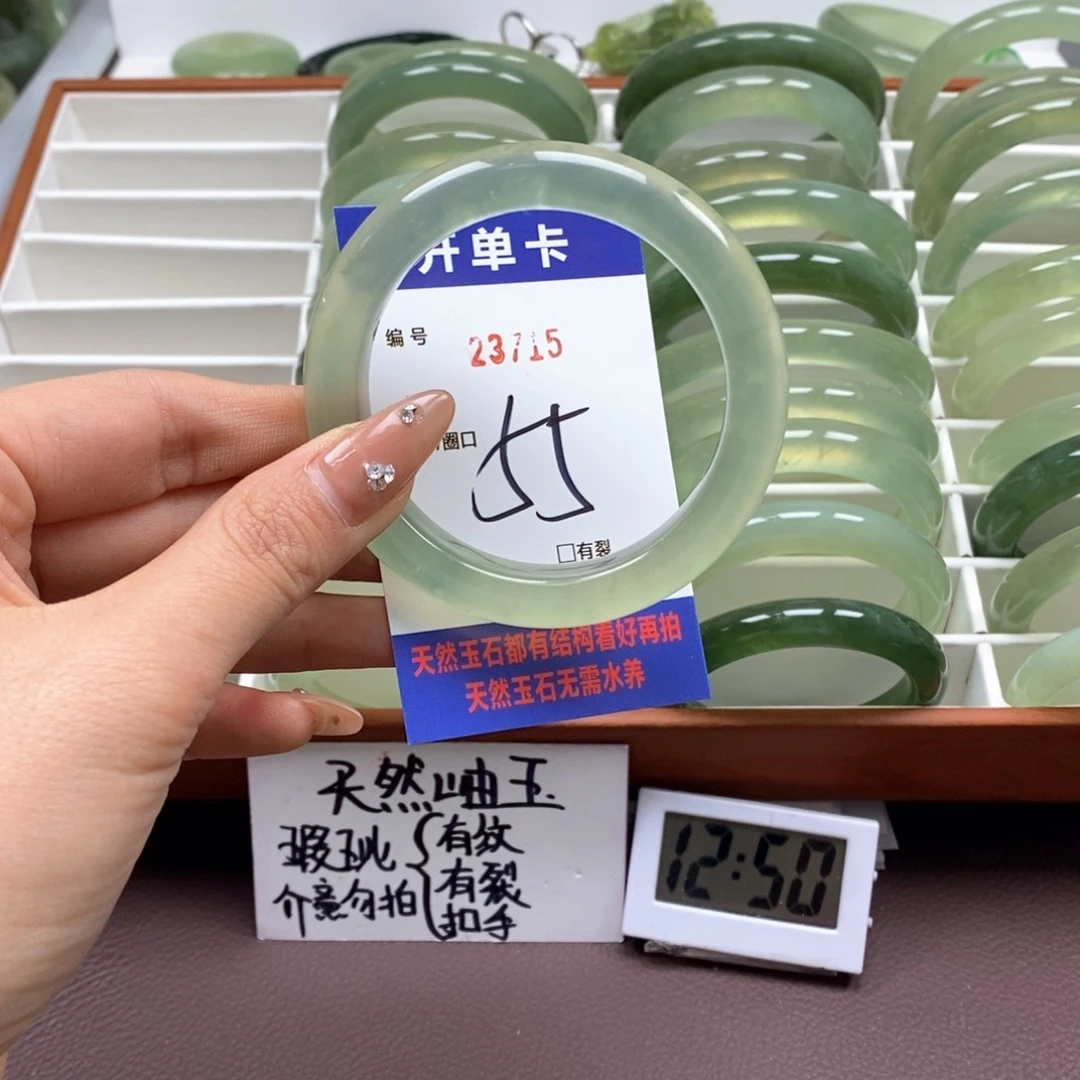 开单卡
编号 23715
圈口 55
□有裂
天然玉石都有结构看好再拍
天然玉石无需水养
天然岫玉
瑕玼 有纹
介意勿拍 有裂
扣手
12:50